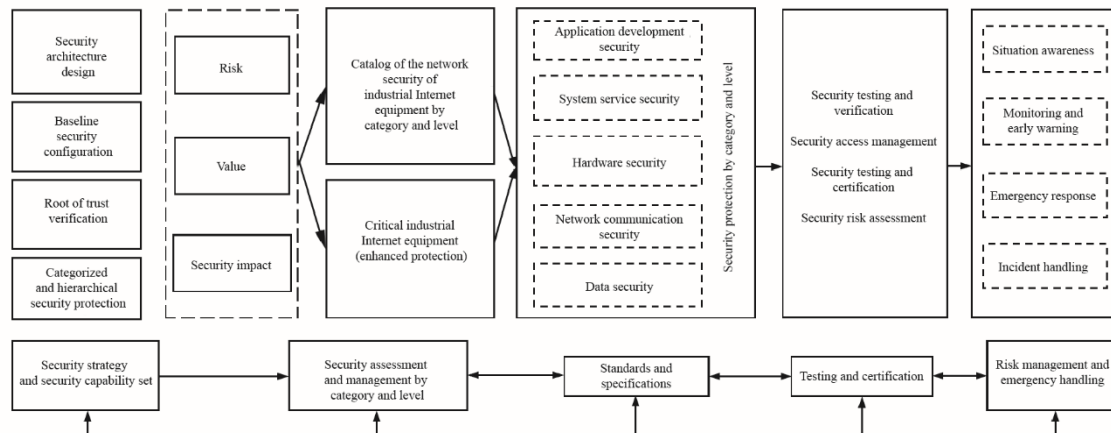 Security
architecture
design
Baseline
security
configuration
Root of trust
verification
Categorized
and hierarchical
security protection
Risk
Value
Security impact
Catalog of the network
security of
industrial Internet
equipment by
category and level
Critical industrial
Internet equipment
(enhanced protection)
Application development
security
System service security
Hardware security
Network communication
security
Data security
Security protection by category and level
Security testing and
verification
Security access management
Security testing and
certification
Security risk assessment
Situation awareness
Monitoring and
early warning
Emergency response
Incident handling
Security strategy
and security capability set
Security assessment
and management by
category and level
Standards and
specifications
Testing and certification
Risk management and
emergency handling